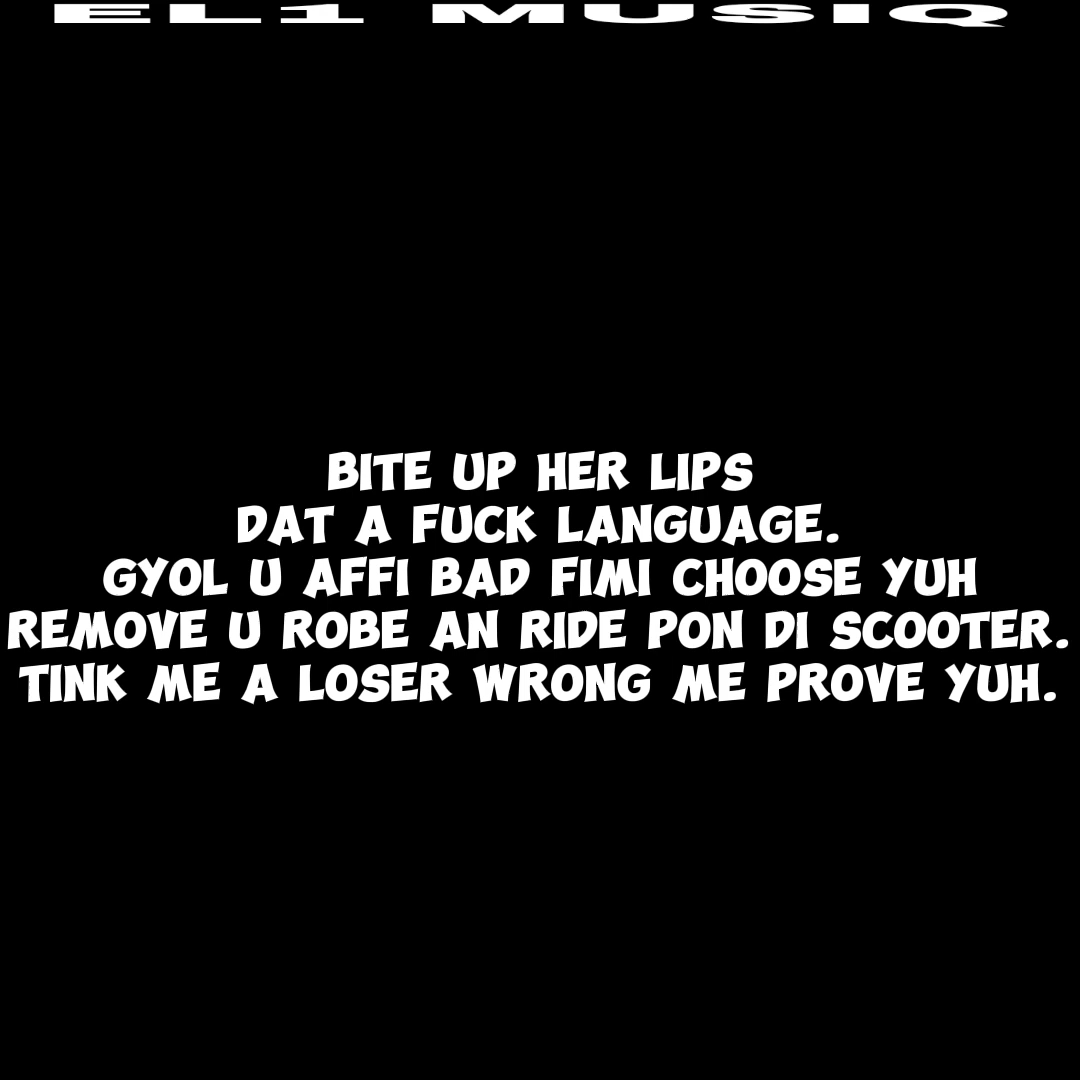 EL1 MUSIQ
BITE UP HER LIPS
DAT A FUCK LANGUAGE.
GYOL U AFFI BAD FIMI CHOOSE YUH
REMOVE U ROBE AN RIDE PON DI SCOOTER.
TINK ME A LOSER WRONG ME PROVE YUH.